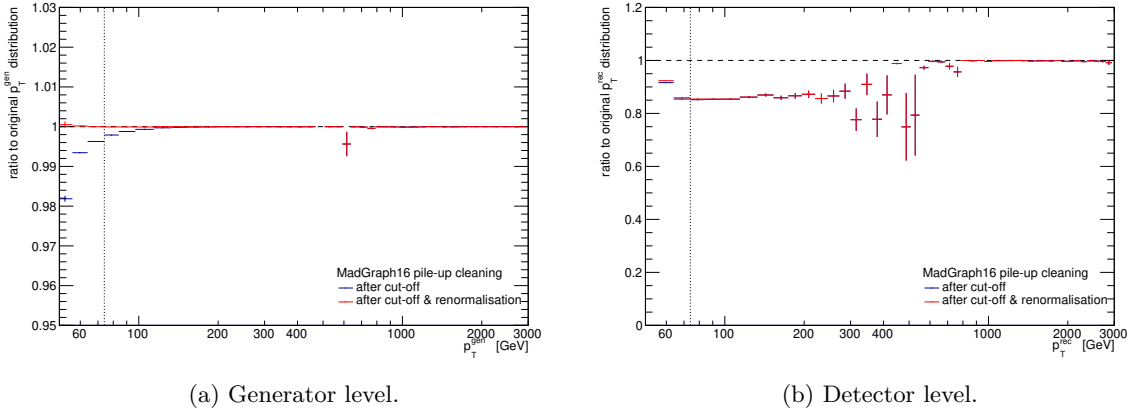 ratio to original p_T^gen distribution
1.03
1.02
1.01
1
0.99
0.98
0.97
0.96
0.95
MadGraph16 pile-up cleaning
after cut-off
after cut-off & renormalisation
60 100 200 300 400 1000 2000 3000
p_T^gen [GeV]
(a) Generator level.
ratio to original p_T^rec distribution
1.2
1
0.8
0.6
0.4
0.2
0
MadGraph16 pile-up cleaning
after cut-off
after cut-off & renormalisation
60 100 200 300 400 1000 2000 3000
p_T^rec [GeV]
(b) Detector level.